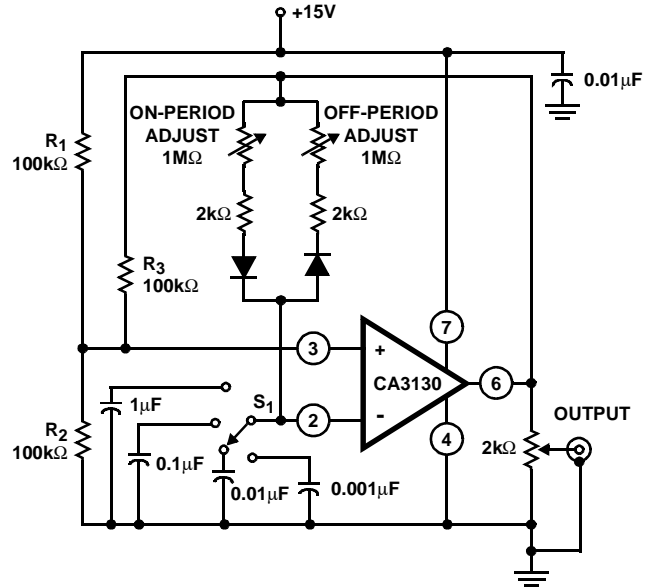 +15V
0.01μF
ON-PERIOD
ADJUST
1MΩ
OFF-PERIOD
ADJUST
1MΩ
R1
100kΩ
2kΩ
2kΩ
R3
100kΩ
7
3
+
CA3130
6
S1
2
-
4
OUTPUT
1μF
R2
100kΩ
0.1μF
0.01μF
0.001μF
2kΩ